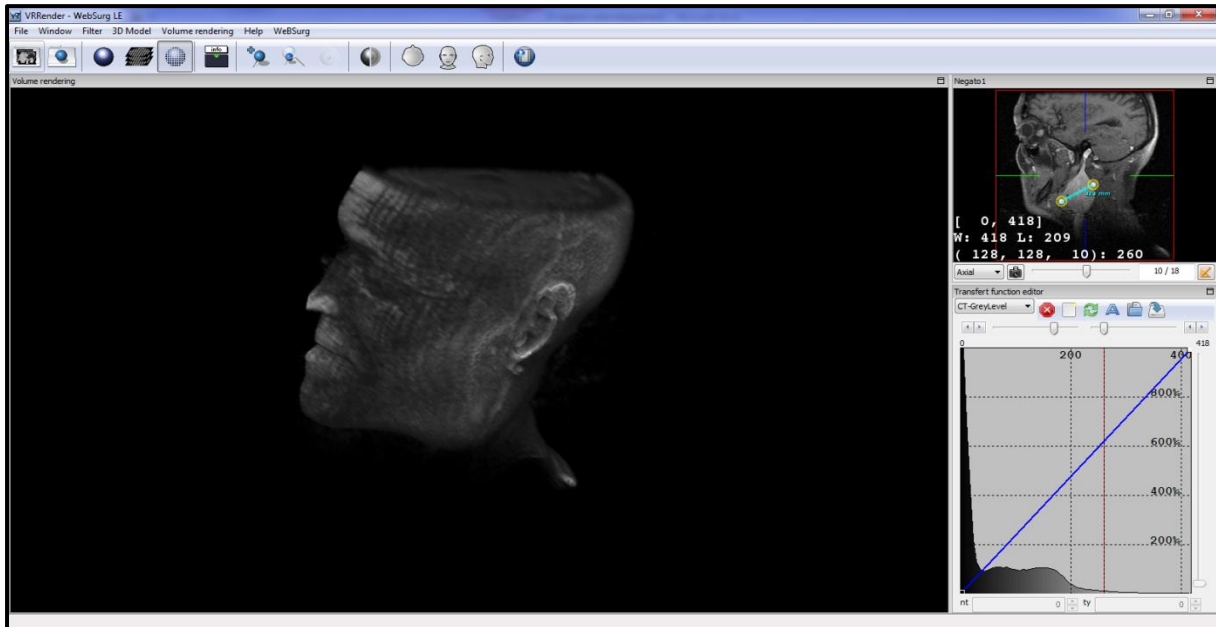 VRRender - WebSurg LE
File Window Filter 3D Model Volume rendering Help WeBSurg
info
Volume rendering
Negato1
[ 0, 418]
W: 418 L: 209
( 128, 128, 10): 260
Axial
10 / 18
Transfert function editor
CT-GreyLevel
0
418
200
400
800%
600%
400%
200%
nt
0
ty
0